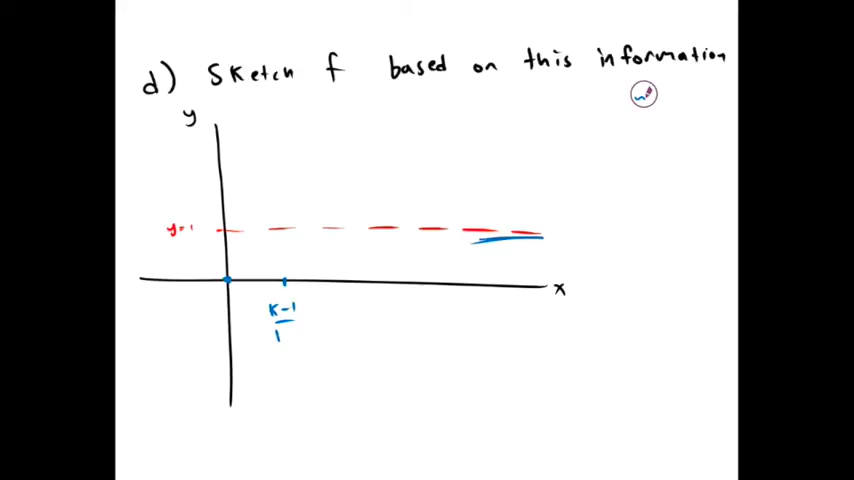 d) Sketch f based on this information
y
y=1
x
K-1
1